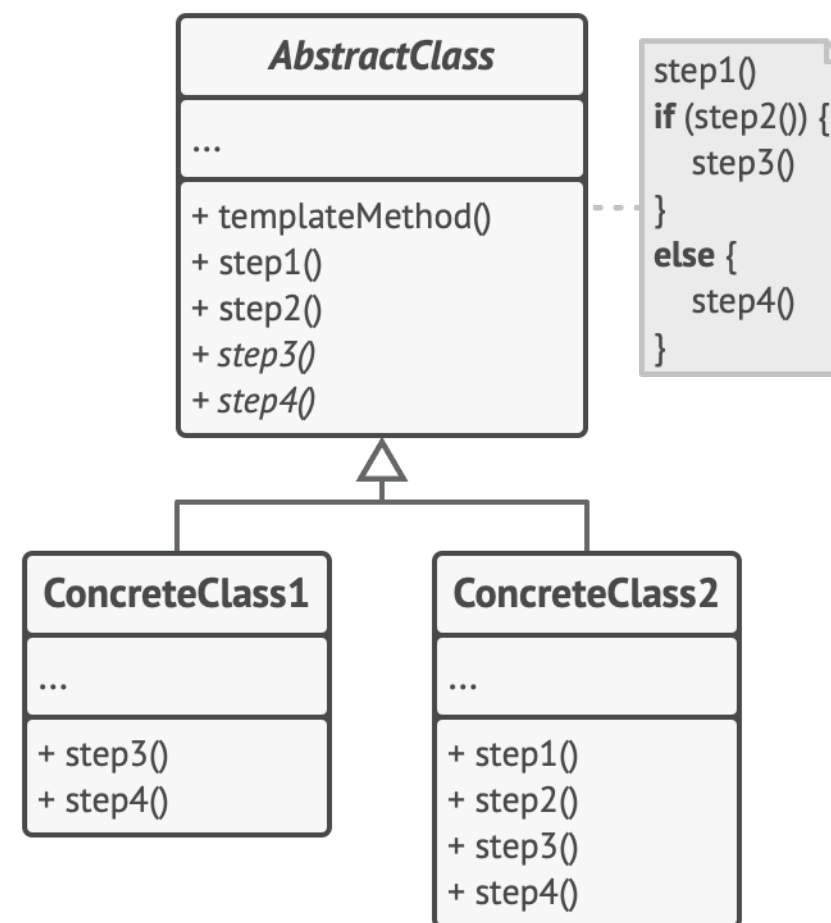 AbstractClass
...
+ templateMethod()
+ step1()
+ step2()
+ step3()
+ step4()
step1()
if (step2()) {
step3()
}
else {
step4()
}
ConcreteClass1
...
+ step3()
+ step4()
ConcreteClass2
...
+ step1()
+ step2()
+ step3()
+ step4()